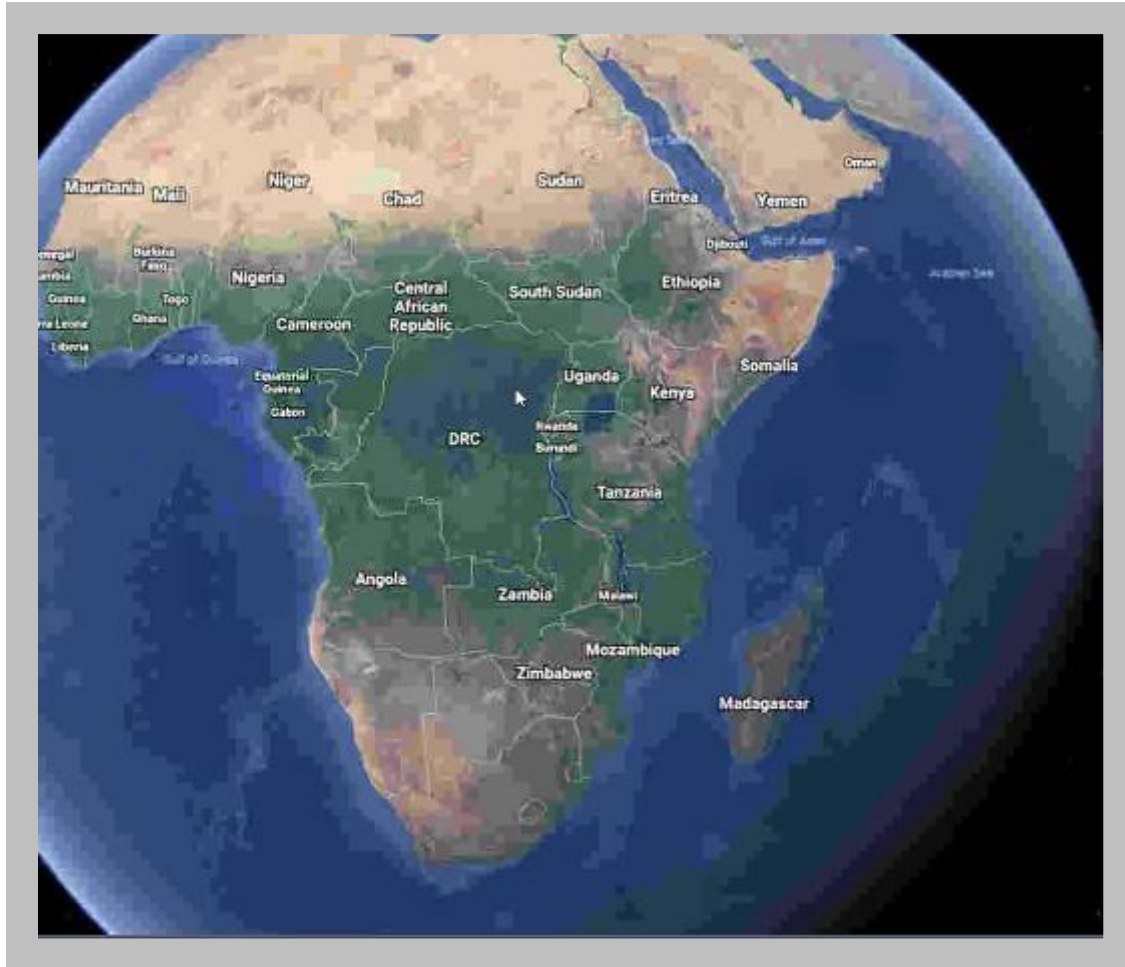 Oman
Mauritania
Mali
Niger
Chad
Sudan
Eritrea
Yemen
Djibouti
Gulf of Aden
Burkina
Faso
Nigeria
Ethiopia
Arabian Sea
Central
African
Republic
South Sudan
Guinea
Togo
Ghana
Cameroon
Liberia
Gulf of Guinea
Equatorial
Guinea
Gabon
Uganda
Kenya
Somalia
Rwanda
Burundi
DRC
Tanzania
Angola
Zambia
Malawi
Mozambique
Zimbabwe
Madagascar